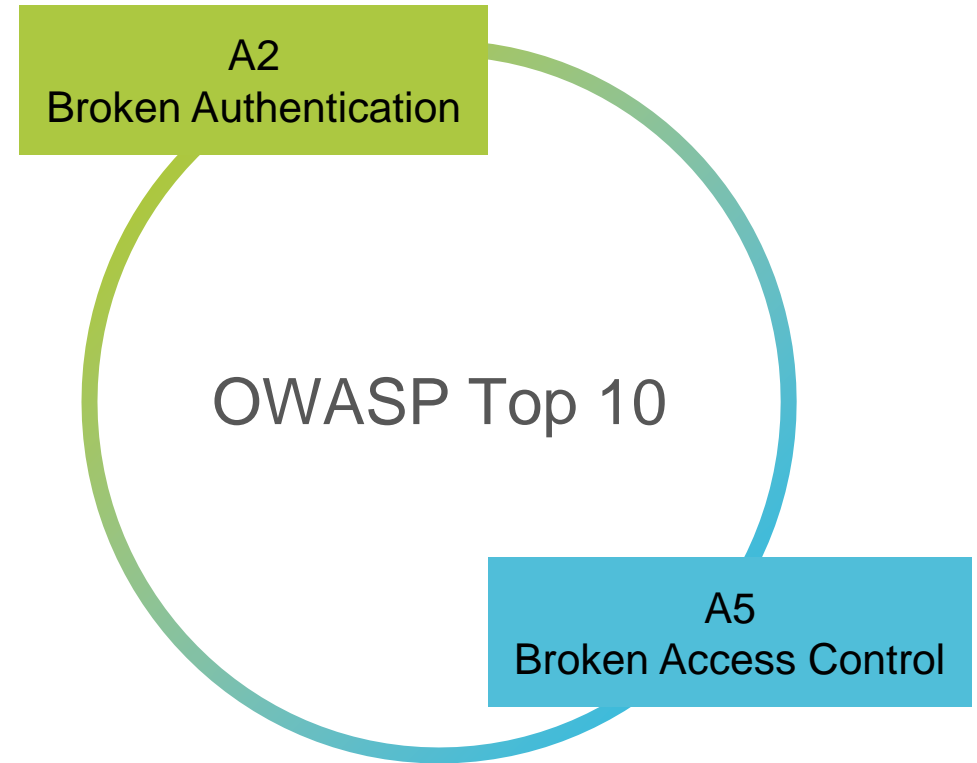 A2
Broken Authentication
OWASP Top 10
A5
Broken Access Control